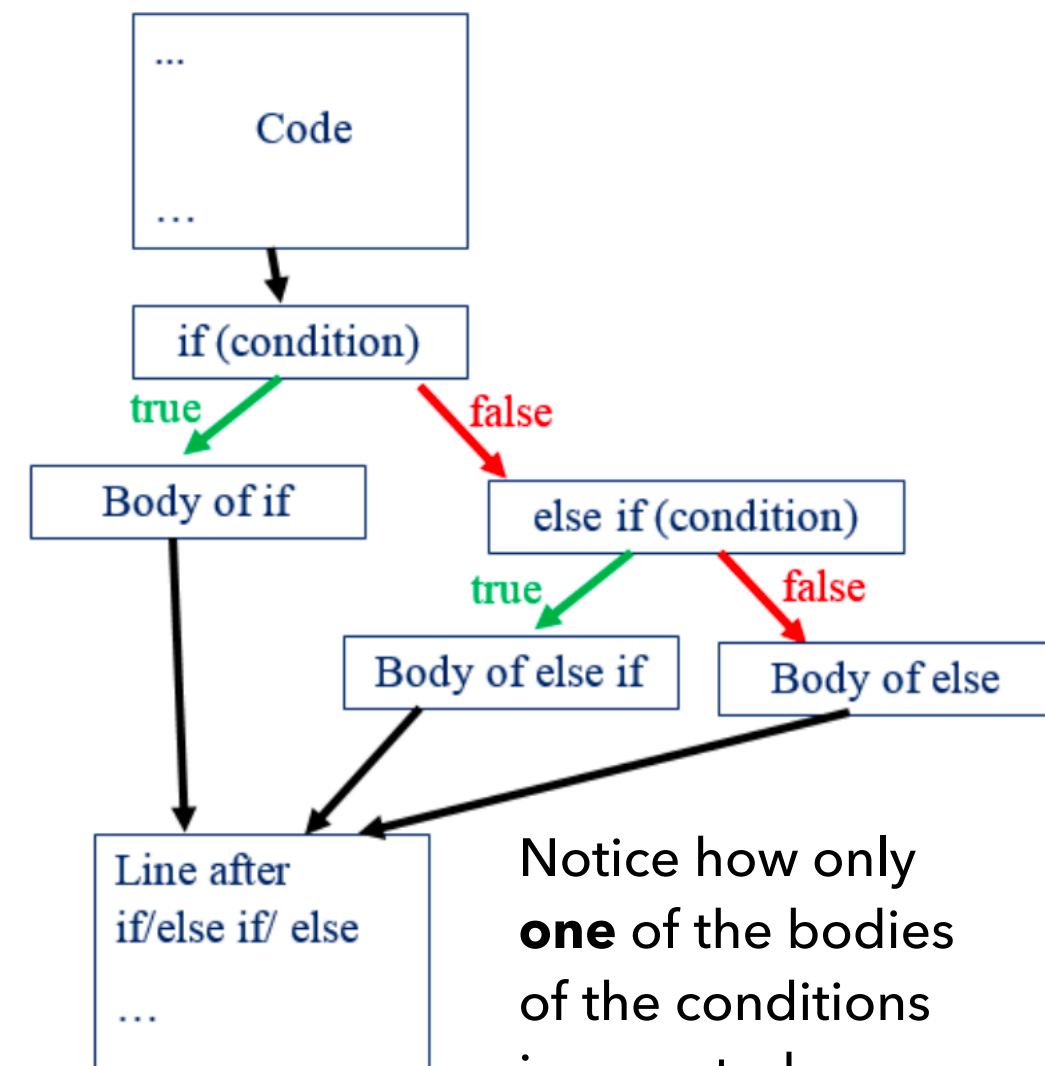 ...
Code
...
if (condition)
true
false
Body of if
else if (condition)
true
false
Body of else if
Body of else
Line after
if/else if/ else
...
Notice how only
one of the bodies
of the conditions